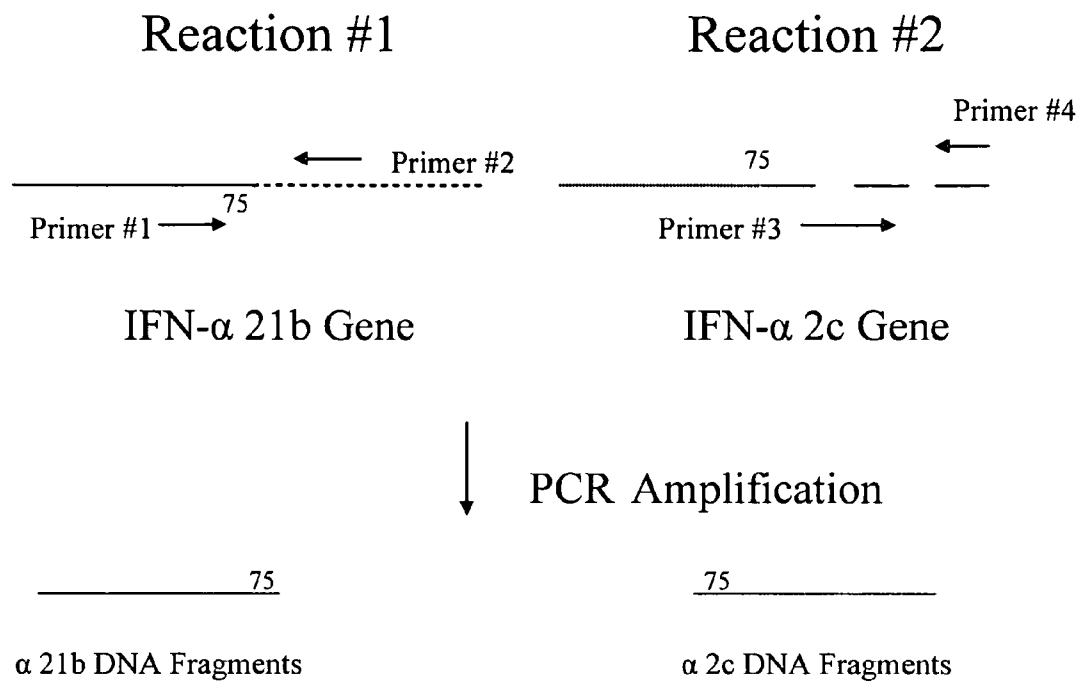 Reaction #1
Reaction #2
Primer #4
Primer #2
75
75
Primer #1
Primer #3
IFN-α 21b Gene
IFN-α 2c Gene
PCR Amplification
75
75
α 21b DNA Fragments
α 2c DNA Fragments